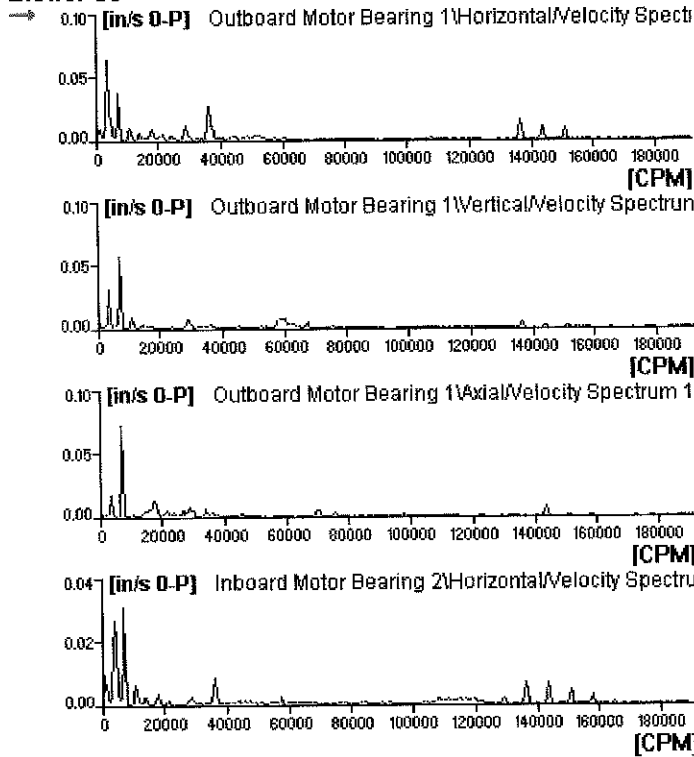 0.10 [in/s 0-P] Outboard Motor Bearing 1\Horizontal\Velocity Spectr
0.05
0.00
0 20000 40000 60000 80000 100000 120000 140000 160000 180000
[CPM]
0.10 [in/s 0-P] Outboard Motor Bearing 1\Vertical\Velocity Spectrun
0.05
0.00
0 20000 40000 60000 80000 100000 120000 140000 160000 180000
[CPM]
0.10 [in/s 0-P] Outboard Motor Bearing 1\Axial\Velocity Spectrum 1
0.05
0.00
0 20000 40000 60000 80000 100000 120000 140000 160000 180000
[CPM]
0.04 [in/s 0-P] Inboard Motor Bearing 2\Horizontal\Velocity Spectru
0.02
0.00
0 20000 40000 60000 80000 100000 120000 140000 160000 180000
[CPM]